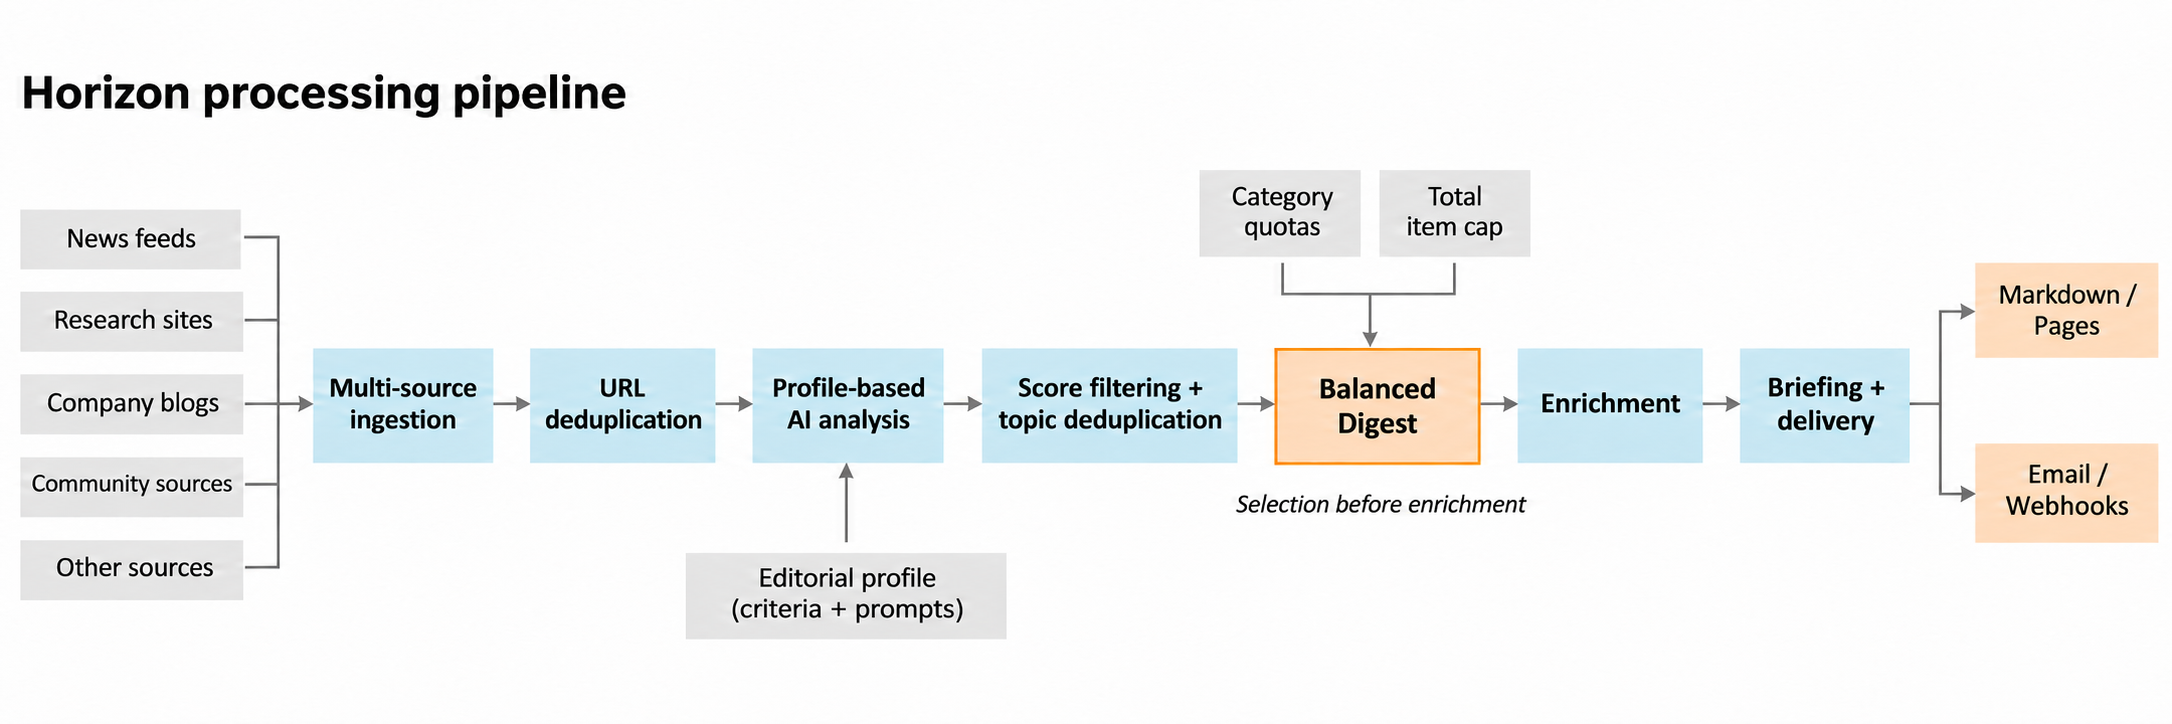 Horizon processing pipeline
News feeds
Research sites
Company blogs
Community sources
Other sources
Multi-source
ingestion
URL
deduplication
Profile-based
AI analysis
Editorial profile
(criteria + prompts)
Score filtering +
topic deduplication
Category
quotas
Total
item cap
Balanced
Digest
Selection before enrichment
Enrichment
Briefing +
delivery
Markdown /
Pages
Email /
Webhooks